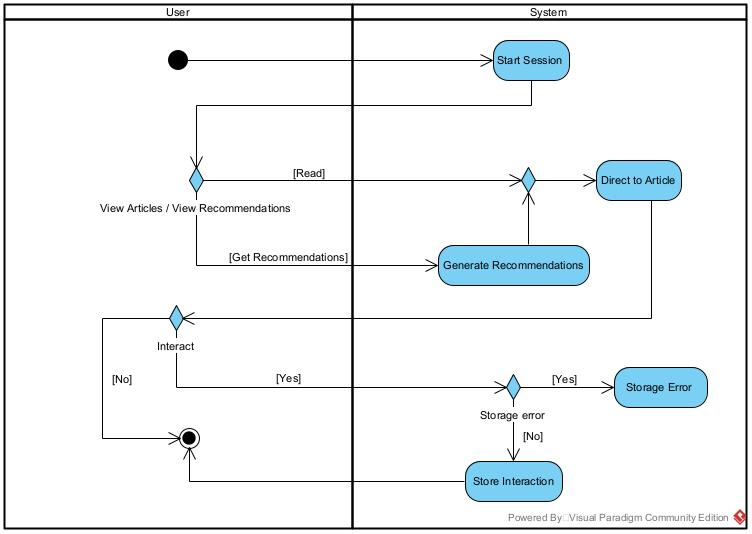 User
System
Start Session
[Read]
Direct to Article
View Articles / View Recommendations
[Get Recommendations]
Generate Recommendations
Interact
[No]
[Yes]
[Yes]
Storage Error
Storage error
[No]
Store Interaction
Powered By Visual Paradigm Community Edition